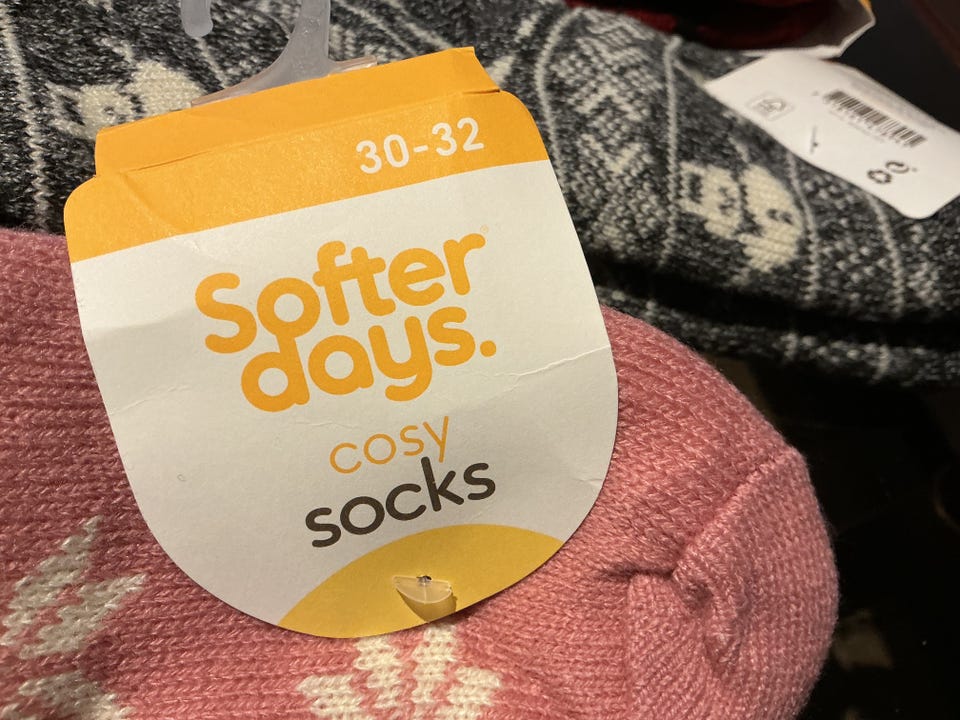 30-32
Softer
days.
cosy
socks